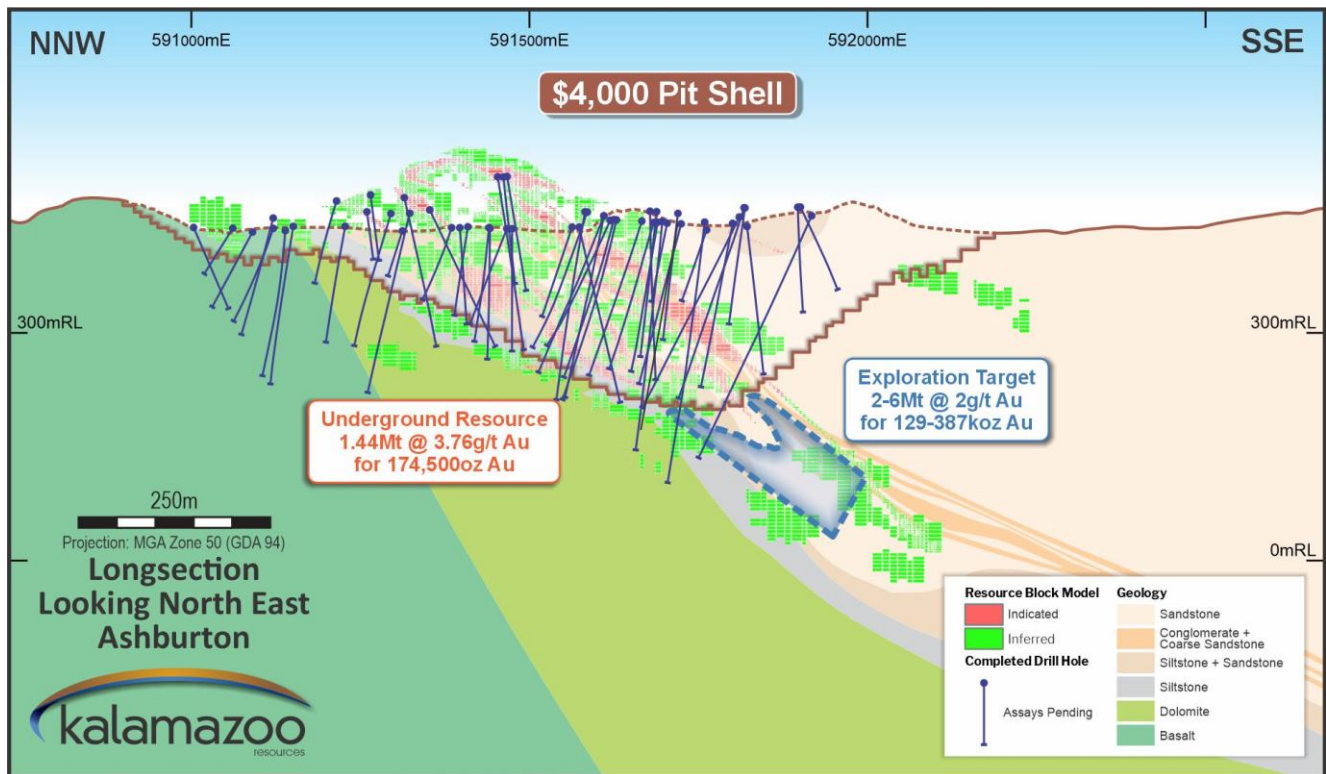 NNW
591000mE
591500mE
592000mE
SSE
$4,000 Pit Shell
300mRL
300mRL
Underground Resource
1.44Mt @ 3.76g/t Au
for 174,500oz Au
Exploration Target
2-6Mt @ 2g/t Au
for 129-387koz Au
250m
Projection: MGA Zone 50 (GDA 94)
Longsection
Looking North East
Ashburton
kalamazoo
resources
0mRL
Resource Block Model
Indicated
Inferred
Completed Drill Hole
Assays Pending
Geology
Sandstone
Conglomerate +
Coarse Sandstone
Siltstone + Sandstone
Siltstone
Dolomite
Basalt